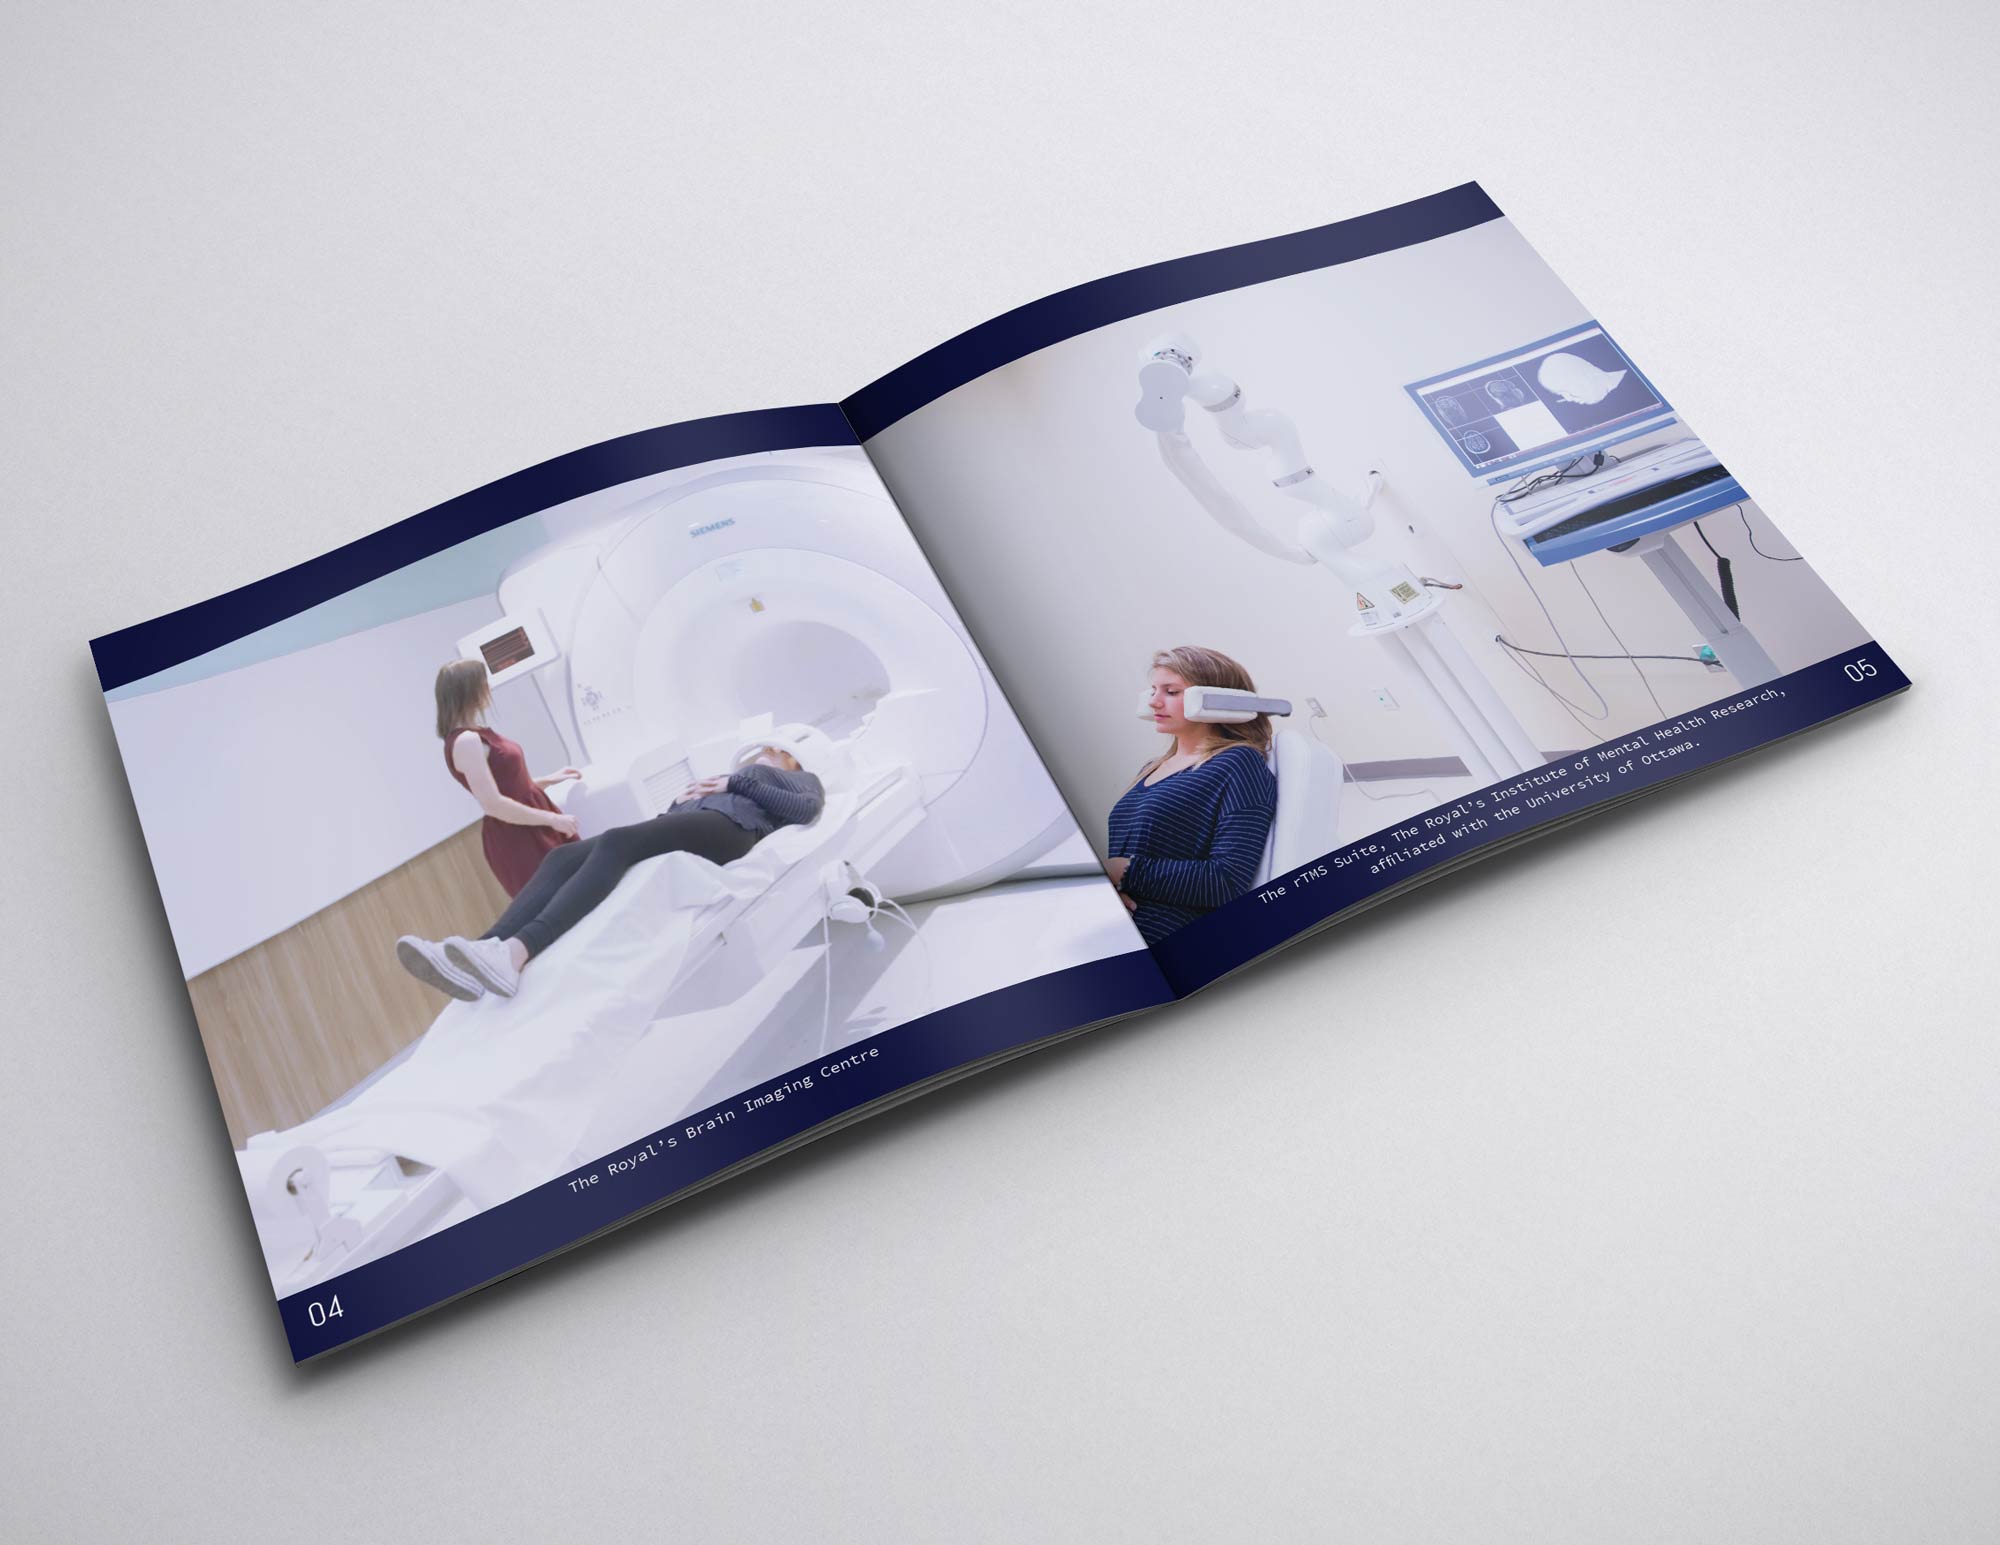 SIEMENS
The Royal's Brain Imaging Centre
04
The rTMS Suite, The Royal's Institute of Mental Health Research,
affiliated with the University of Ottawa.
05